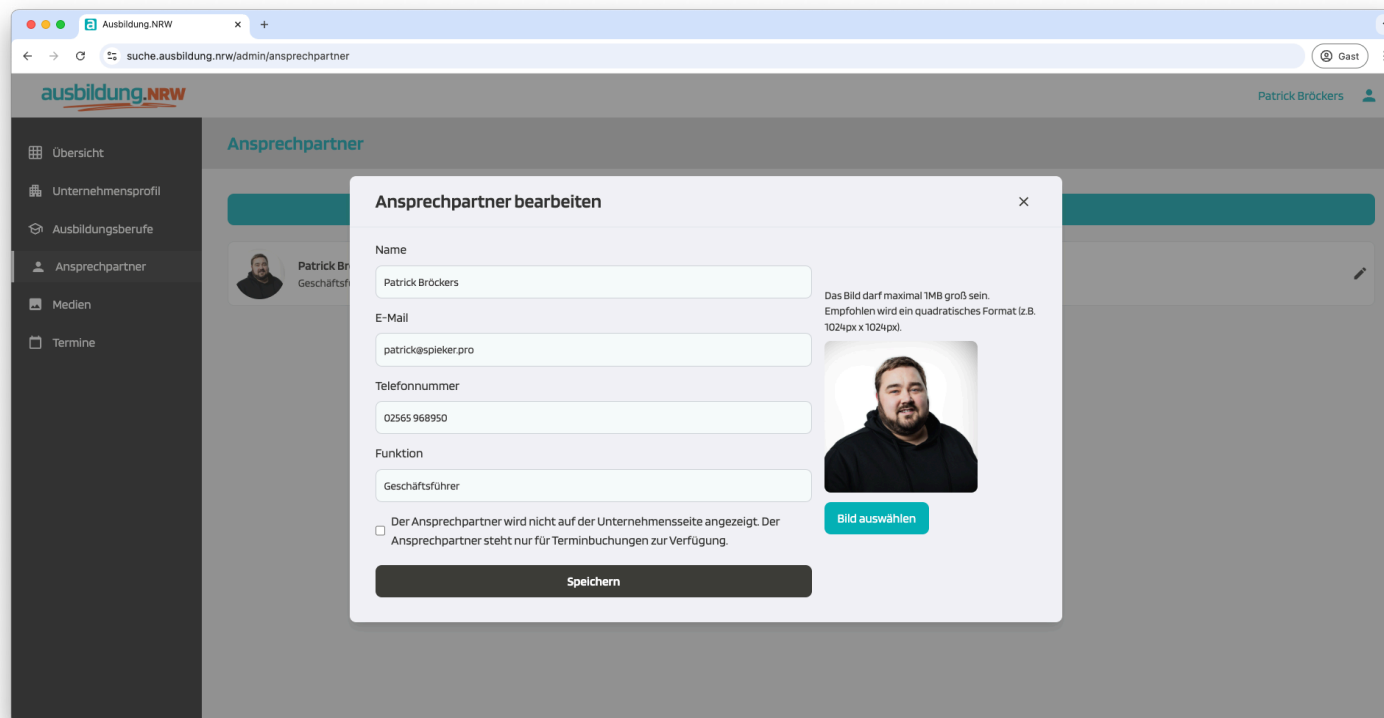 Ausbildung.NRW
suche.ausbildung.nrw/admin/ansprechpartner
Gast
ausbildung.NRW
Patrick Bröckers
Übersicht
Unternehmensprofil
Ausbildungsberufe
Ansprechpartner
Medien
Termine
Ansprechpartner
Patrick Br
Geschäftsf
Ansprechpartner bearbeiten
Name
Patrick Bröckers
E-Mail
patrick@spieker.pro
Telefonnummer
02565 968950
Funktion
Geschäftsführer
Der Ansprechpartner wird nicht auf der Unternehmensseite angezeigt. Der
Ansprechpartner steht nur für Terminbuchungen zur Verfügung.
Speichern
Das Bild darf maximal 1MB groß sein.
Empfohlen wird ein quadratisches Format (z.B.
1024px x 1024px).
Bild auswählen